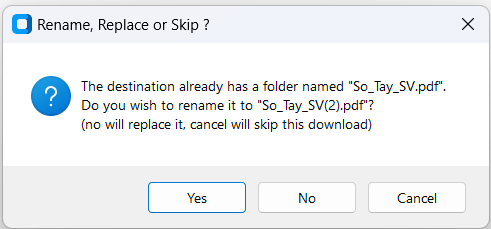 Rename, Replace or Skip ?
The destination already has a folder named "So_Tay_SV.pdf".
Do you wish to rename it to "So_Tay_SV(2).pdf"?
(no will replace it, cancel will skip this download)
Yes
No
Cancel